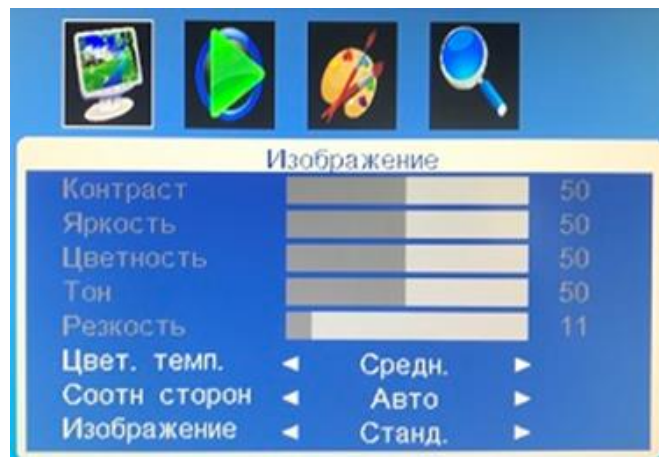 Изображение
Контраст 50
Яркость 50
Цветность 50
Тон 50
Резкость 11
Цвет. темп. Средн.
Соотн сторон Авто
Изображение Станд.